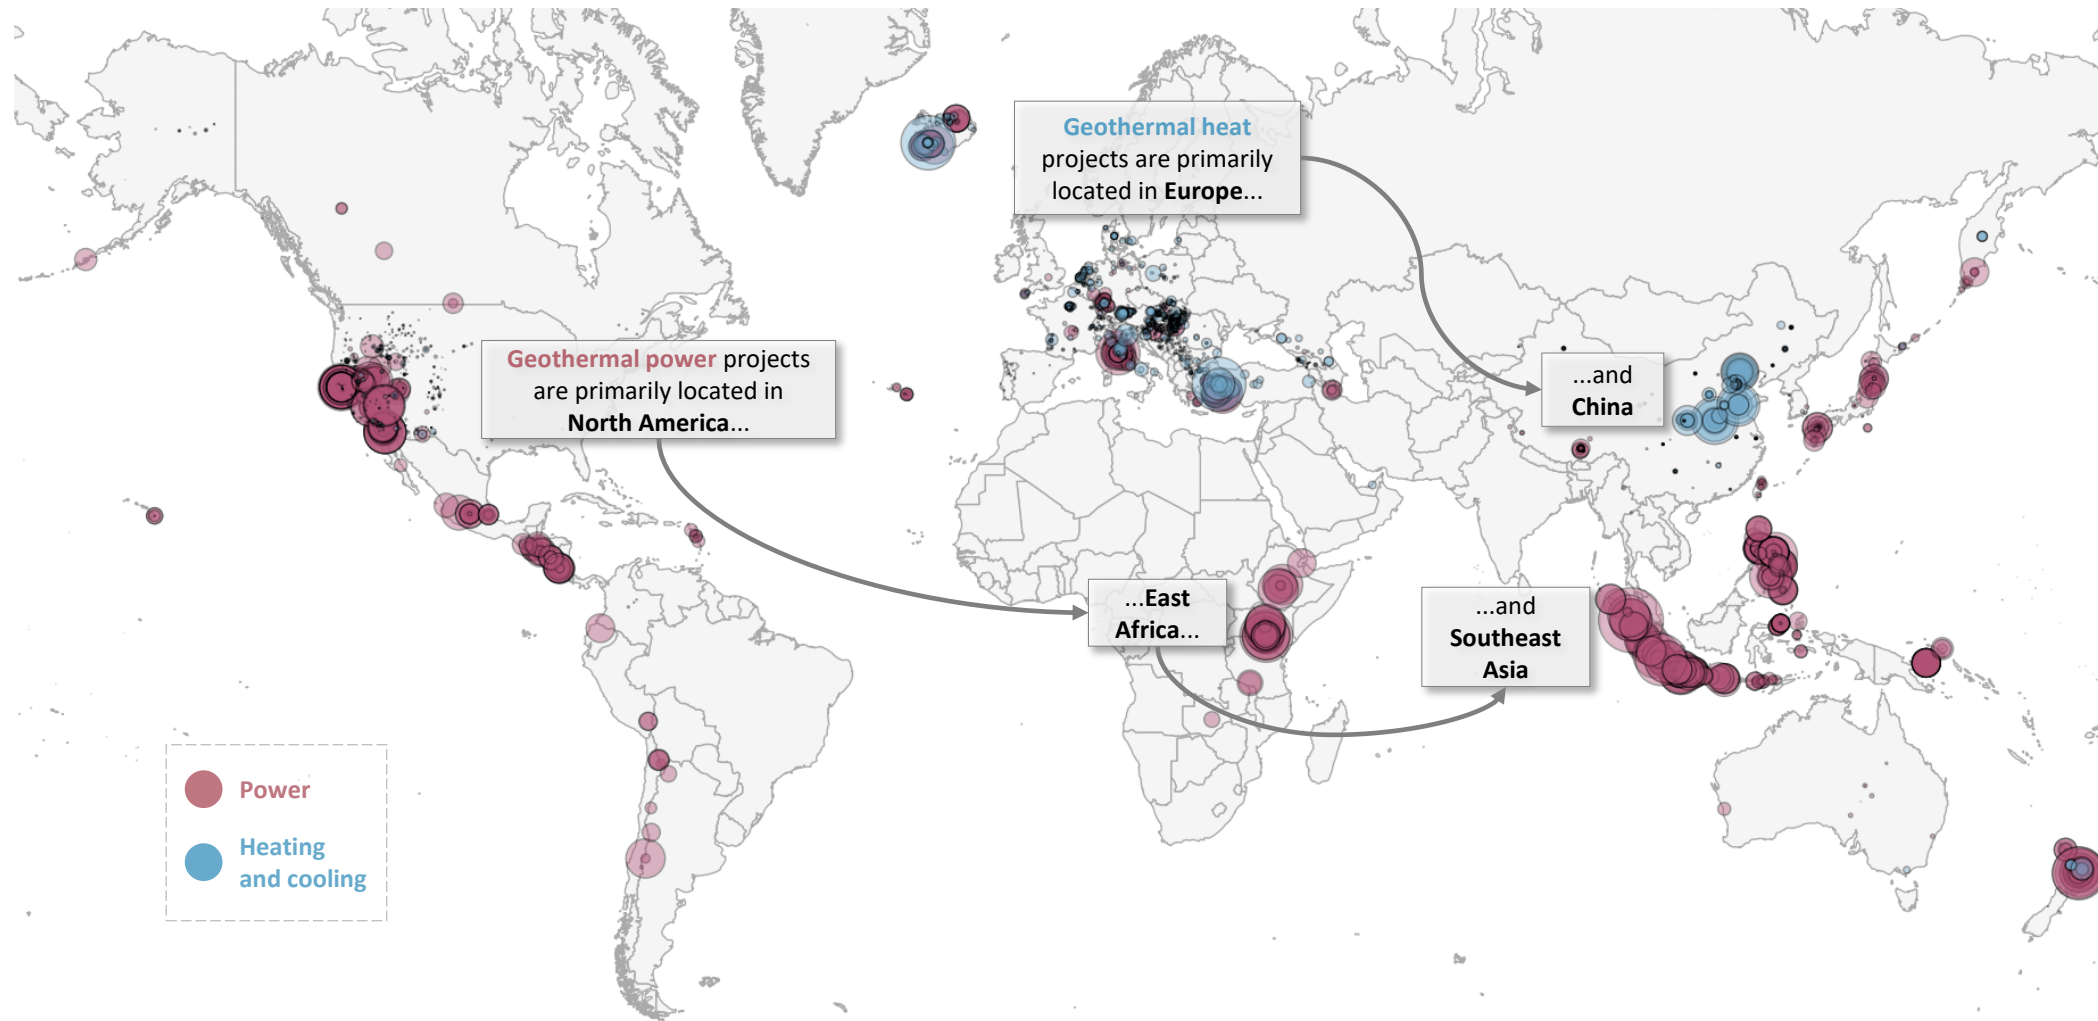 Geothermal heat
projects are primarily
located in Europe...
...and
China
Geothermal power projects
are primarily located in
North America...
...East
Africa...
...and
Southeast
Asia
Power
Heating
and cooling